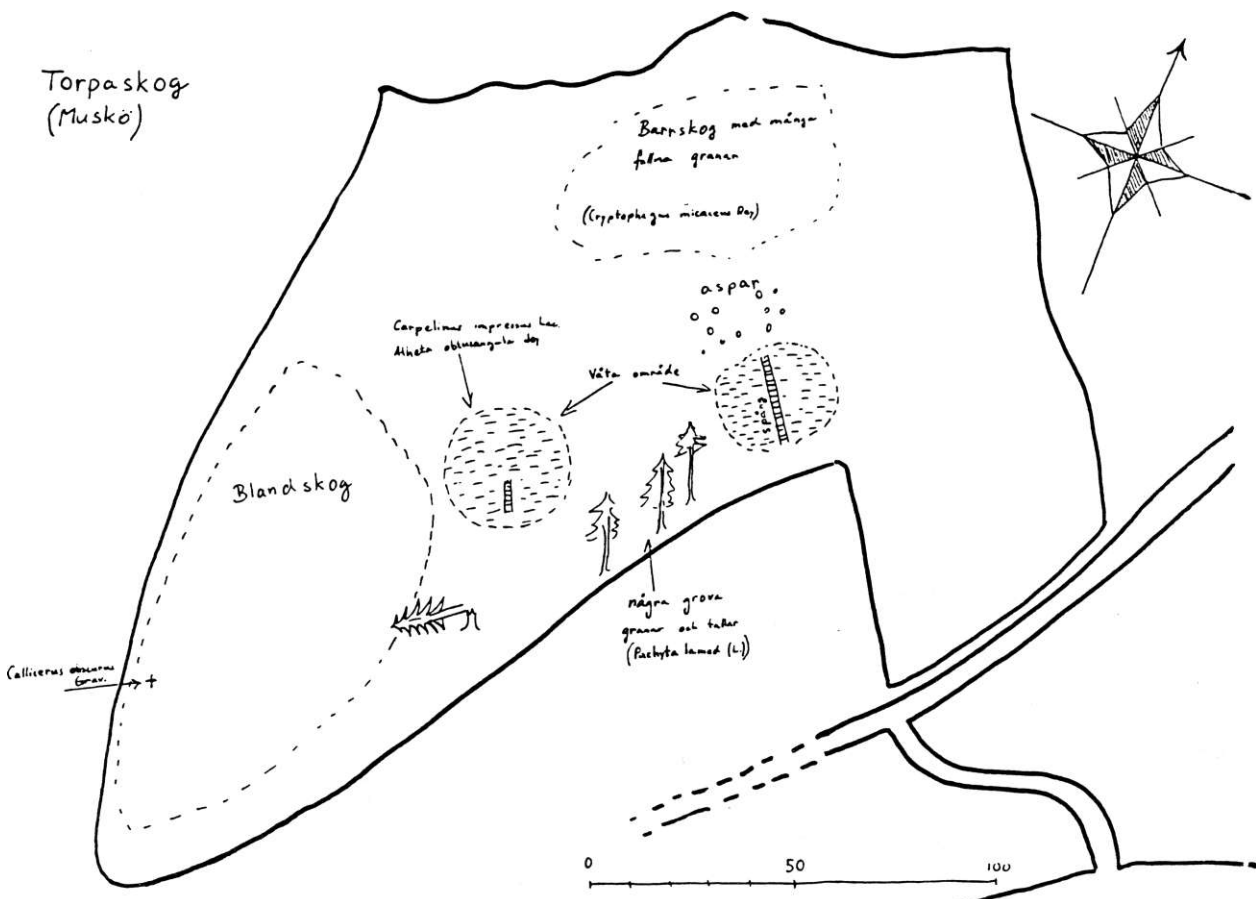 Torpaskog
(Muskö)
Barrskog med många
fallna granar
(Cryptophagus micaceus Rey)
aspar
Carpelimus impressus Lac.
Atheta obtusangula Joy
Våta område
spång
Blandskog
några grova
granar och tallar
(Pachyta lamed (L.))
Callicerus obscurus
Grav.
0 50 100